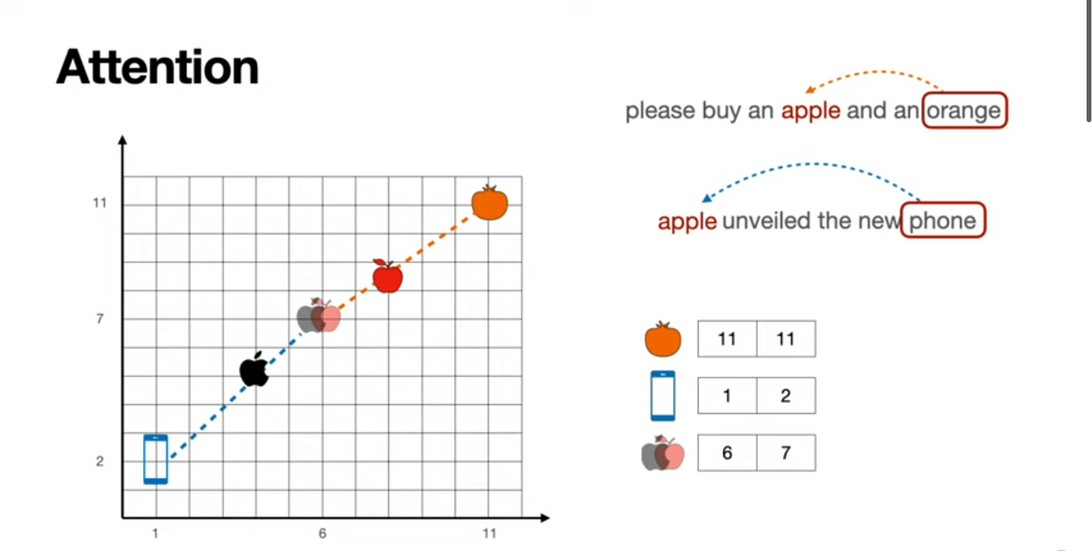 Attention
please buy an apple and an orange
apple unveiled the new phone
11
7
2
1 6 11
11 11
1 2
6 7